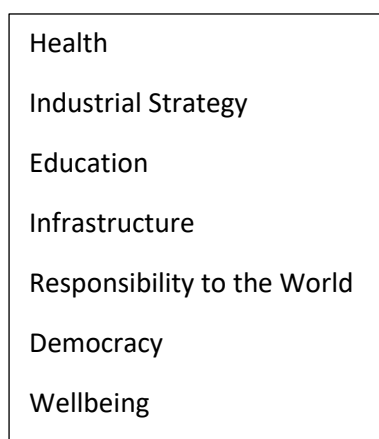 Health
Industrial Strategy
Education
Infrastructure
Responsibility to the World
Democracy
Wellbeing